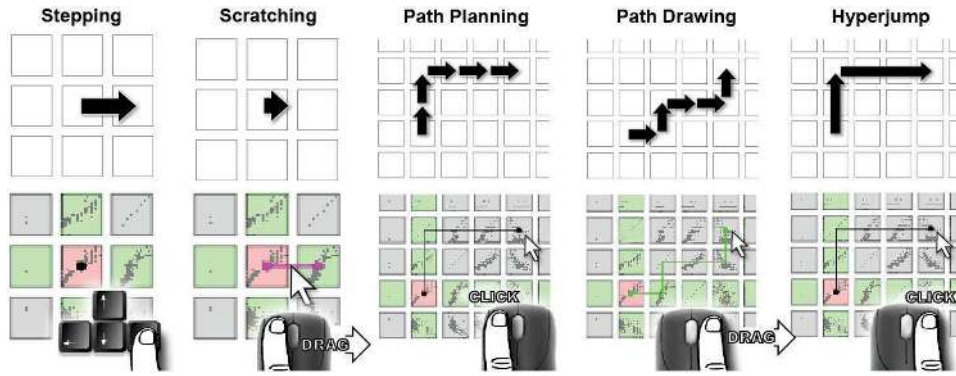 Stepping
Scratching
Path Planning
Path Drawing
Hyperjump
DRAG
CLICK
DRAG
CLICK